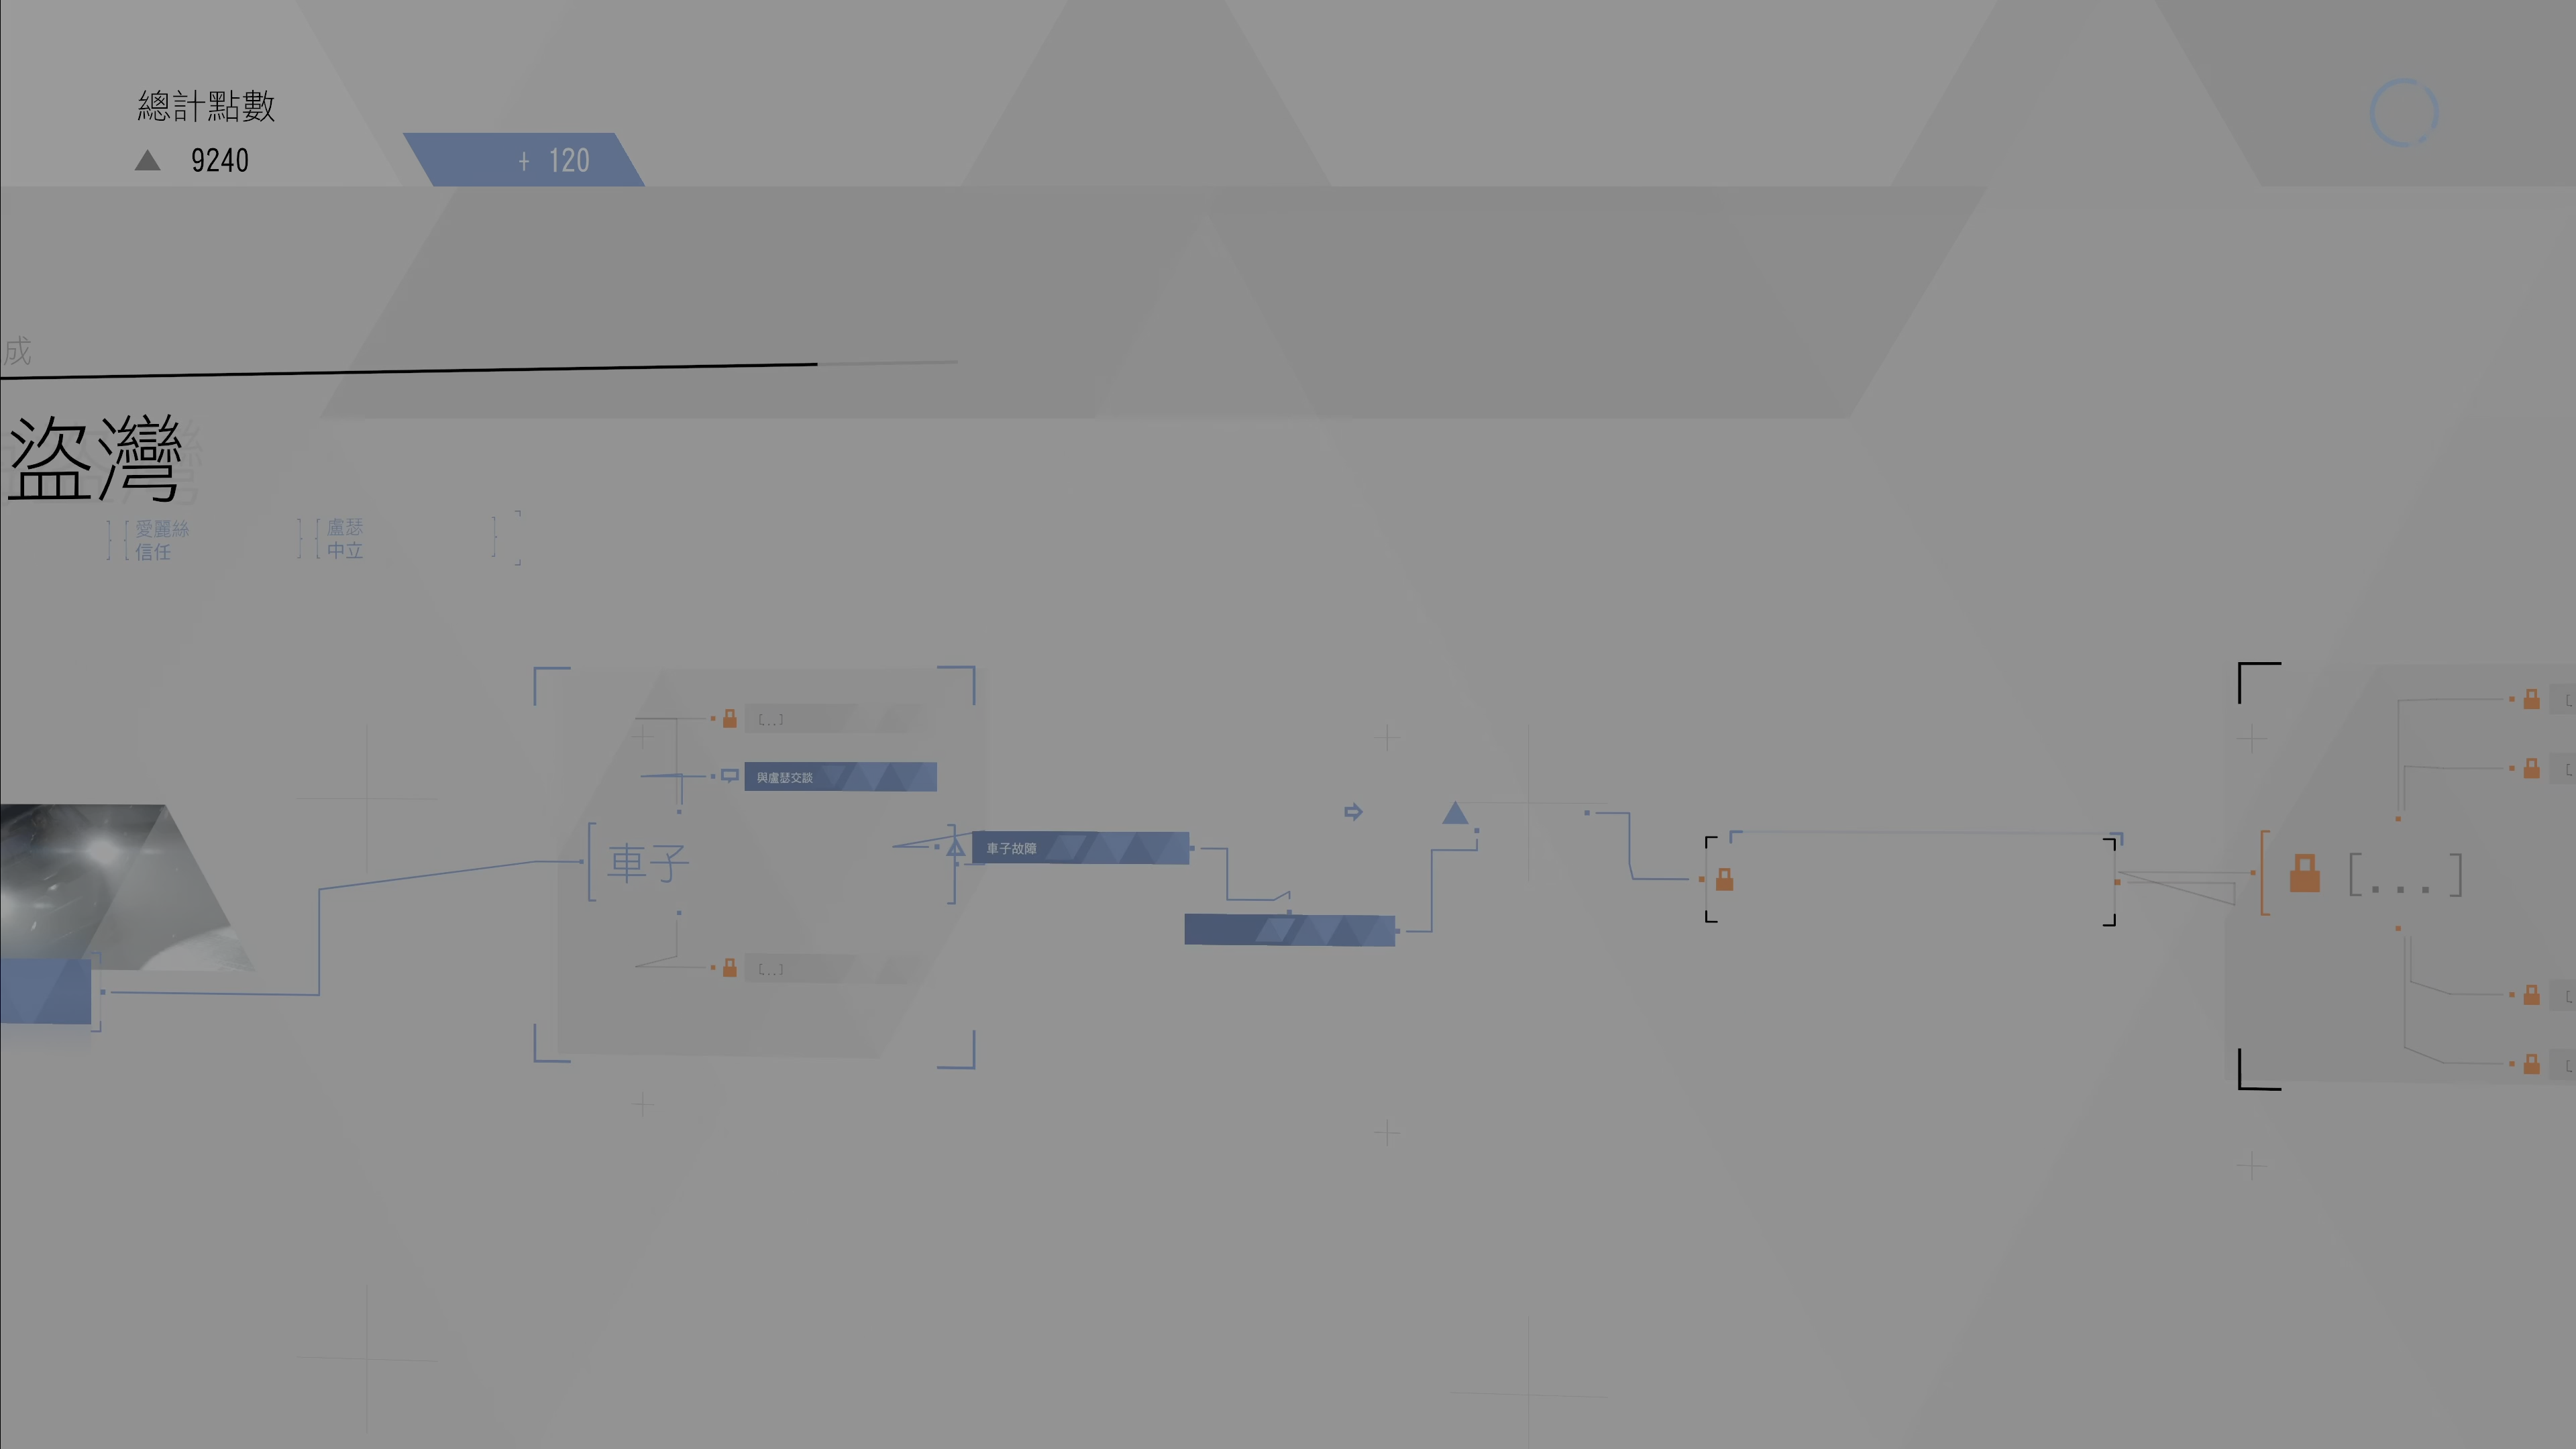 總計點數
9240
+ 120
成
盜灣
愛麗絲
信任
盧瑟
中立
[...]
與盧瑟交談
車子
車子故障
[...]
[...]